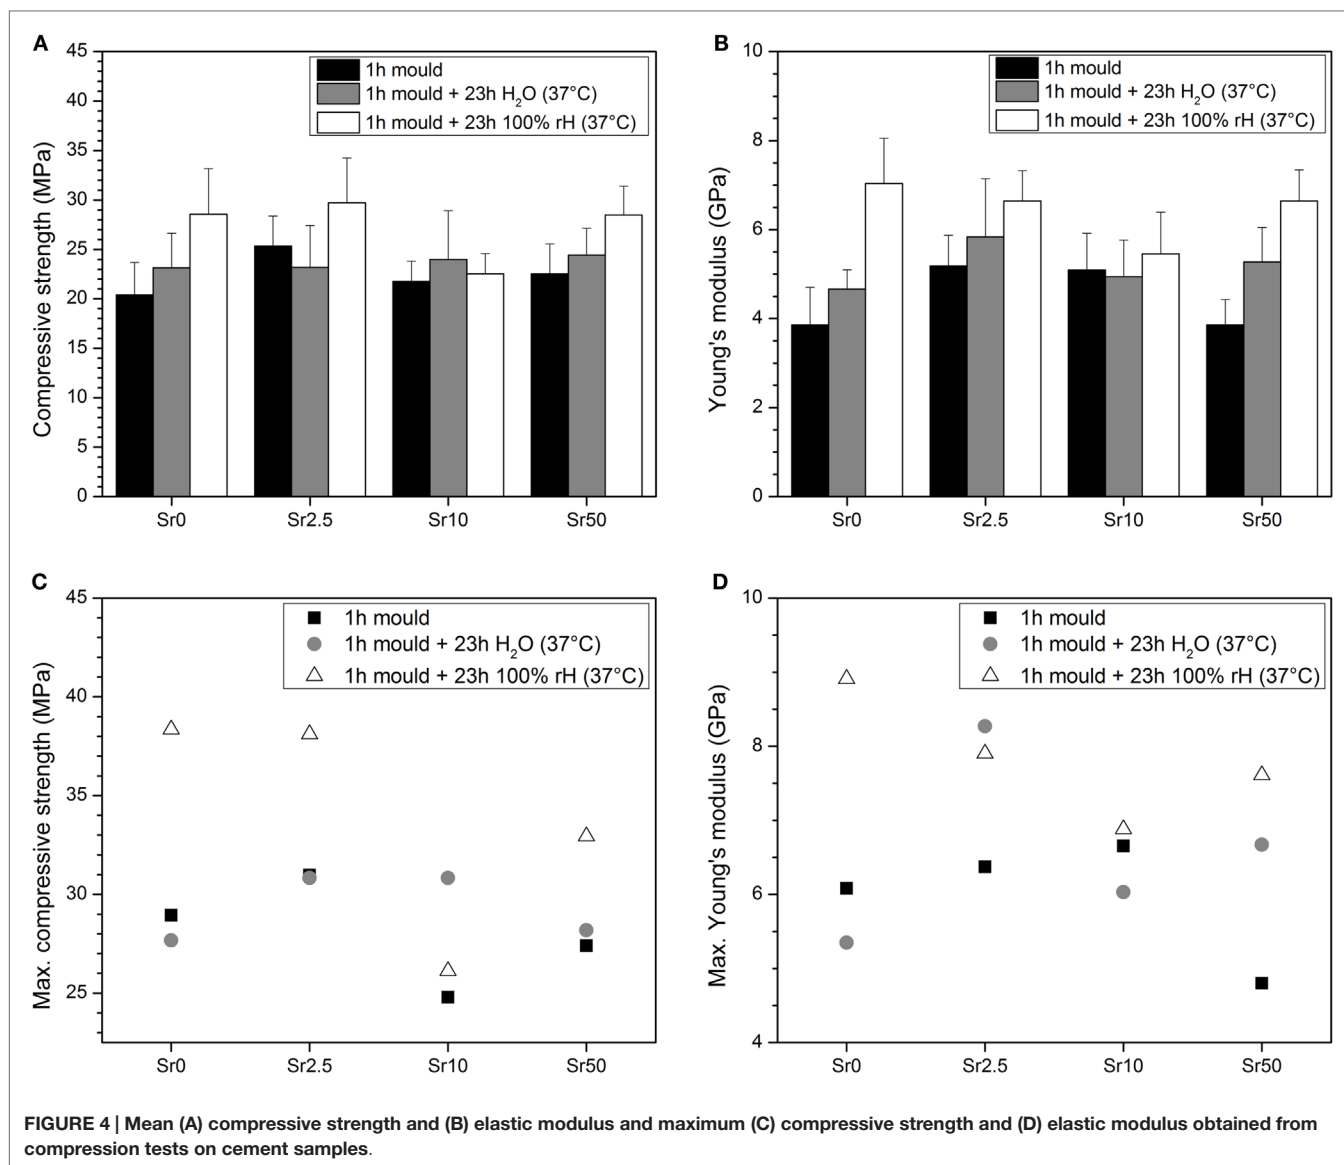 A
45
40
35
30
25
20
15
10
5
0
Compressive strength (MPa)
1h mould
1h mould + 23h H₂O (37°C)
1h mould + 23h 100% rH (37°C)
Sr0 Sr2.5 Sr10 Sr50
B
10
8
6
4
2
0
Young's modulus (GPa)
1h mould
1h mould + 23h H₂O (37°C)
1h mould + 23h 100% rH (37°C)
Sr0 Sr2.5 Sr10 Sr50
C
45
40
35
30
25
Max. compressive strength (MPa)
1h mould
1h mould + 23h H₂O (37°C)
1h mould + 23h 100% rH (37°C)
Sr0 Sr2.5 Sr10 Sr50
D
10
8
6
4
Max. Young's modulus (GPa)
1h mould
1h mould + 23h H₂O (37°C)
1h mould + 23h 100% rH (37°C)
Sr0 Sr2.5 Sr10 Sr50
FIGURE 4 | Mean (A) compressive strength and (B) elastic modulus and maximum (C) compressive strength and (D) elastic modulus obtained from
compression tests on cement samples.